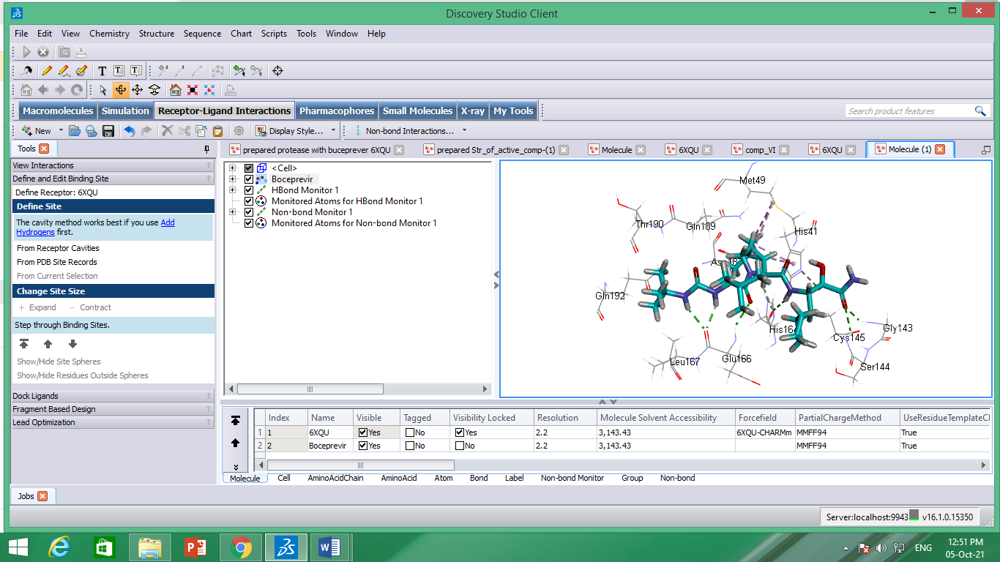 Discovery Studio Client
File Edit View Chemistry Structure Sequence Chart Scripts Tools Window Help
Macromolecules Simulation Receptor-Ligand Interactions Pharmacophores Small Molecules X-ray My Tools
Search product features
New Display Style... Non-bond Interactions...
Tools
prepared protease with buceprever 6XQU prepared Str_of_active_comp-(1) Molecule 6XQU comp_VI 6XQU Molecule (1)
View Interactions ?
Define and Edit Binding Site ?
Define Receptor: 6XQU
Define Site
The cavity method works best if you use Add
Hydrogens first.
From Receptor Cavities
From PDB Site Records
From Current Selection
Change Site Size
+ Expand - Contract
Step through Binding Sites.
Show/Hide Site Spheres
Show/Hide Residues Outside Spheres
Dock Ligands ?
Fragment Based Design ?
Lead Optimization ?
<Cell>
Boceprevir
HBond Monitor 1
Monitored Atoms for HBond Monitor 1
Non-bond Monitor 1
Monitored Atoms for Non-bond Monitor 1
Met49
Thr190
Gln189
His41
Gln192
His164
Gly143
Cys145
Leu167
Glu166
Ser144
Index Name Visible Tagged Visibility Locked Resolution Molecule Solvent Accessibility Forcefield PartialChargeMethod UseResidueTemplateCl
1 1 6XQU Yes No Yes 2.2 3,143.43 6XQU-CHARMm MMFF94 True
2 2 Boceprevir Yes No No 2.2 3,143.43 MMFF94 True
Molecule Cell AminoAcidChain AminoAcid Atom Bond Label Non-bond Monitor Group Non-bond
Jobs
Server:localhost:9943 v16.1.0.15350
ENG
12:51 PM
05-Oct-21